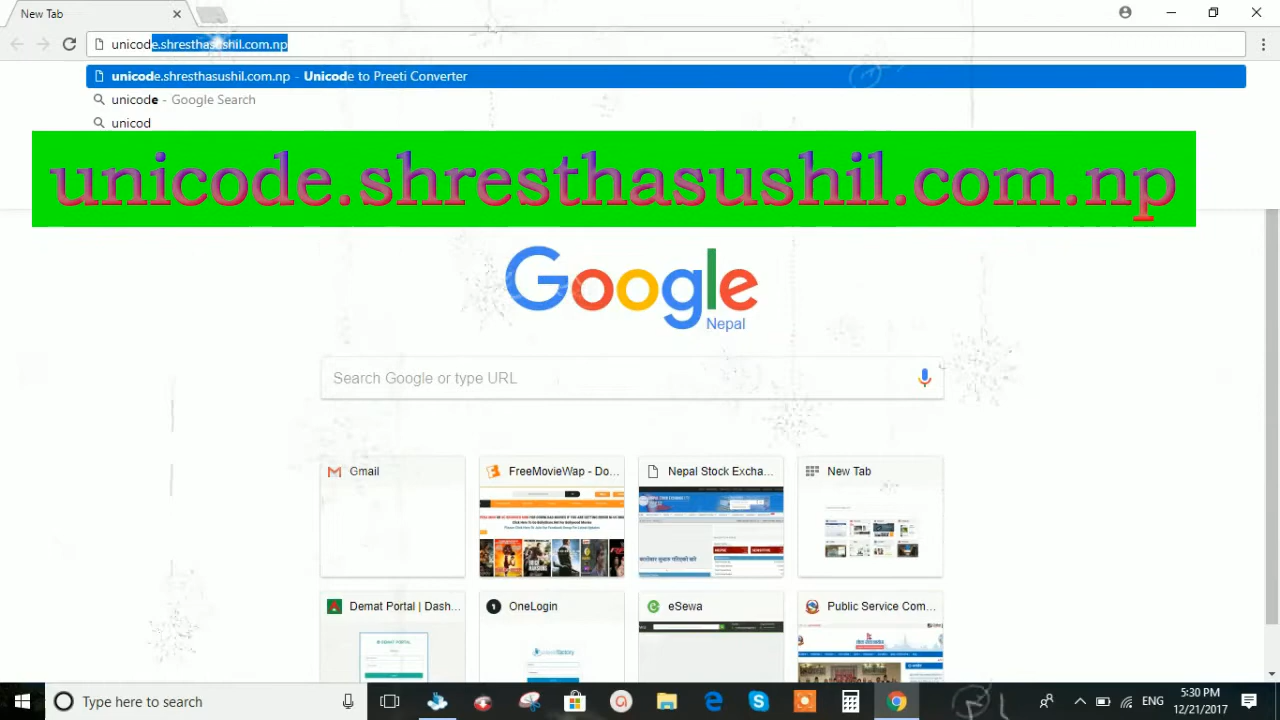 New Tab
unicode.shresthasushil.com.np
unicode.shresthasushil.com.np - Unicode to Preeti Converter
unicode - Google Search
unicod
unicode.shresthasushil.com.np
Google
Nepal
Search Google or type URL
Gmail
FreeMovieWap - Do...
Nepal Stock Excha...
New Tab
Demat Portal | Dash...
OneLogin
eSewa
Public Service Com...
Type here to search
ENG
5:30 PM
12/21/2017